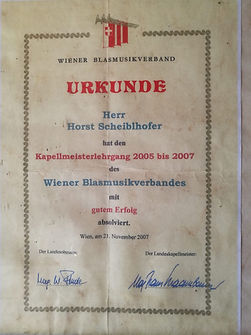 WIENER BLASMUSIKVERBAND
URKUNDE
Herr
Horst Scheiblhofer
hat den
Kapellmeisterlehrgang 2005 bis 2007
des
Wiener Blasmusikverbandes
mit
gutem Erfolg
absolviert.
Wien, am 21. November 2007
Der Landesobmann: Der Landeskapellmeister: